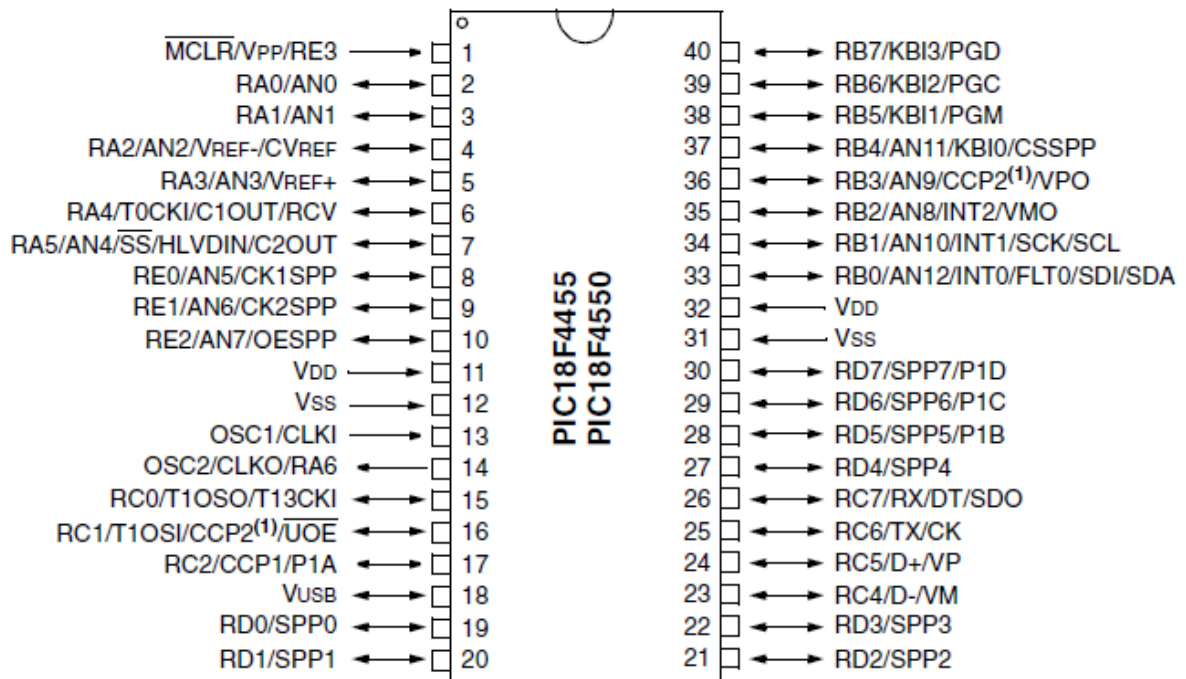 MCLR/VPP/RE3 1
RA0/AN0 2
RA1/AN1 3
RA2/AN2/VREF-/CVREF 4
RA3/AN3/VREF+ 5
RA4/T0CKI/C1OUT/RCV 6
RA5/AN4/SS/HLVDIN/C2OUT 7
RE0/AN5/CK1SPP 8
RE1/AN6/CK2SPP 9
RE2/AN7/OESPP 10
VDD 11
VSS 12
OSC1/CLKI 13
OSC2/CLKO/RA6 14
RC0/T1OSO/T13CKI 15
RC1/T1OSI/CCP2(1)/UOE 16
RC2/CCP1/P1A 17
VUSB 18
RD0/SPP0 19
RD1/SPP1 20
PIC18F4455
PIC18F4550
40 RB7/KBI3/PGD
39 RB6/KBI2/PGC
38 RB5/KBI1/PGM
37 RB4/AN11/KBI0/CSSPP
36 RB3/AN9/CCP2(1)/VPO
35 RB2/AN8/INT2/VMO
34 RB1/AN10/INT1/SCK/SCL
33 RB0/AN12/INT0/FLT0/SDI/SDA
32 VDD
31 VSS
30 RD7/SPP7/P1D
29 RD6/SPP6/P1C
28 RD5/SPP5/P1B
27 RD4/SPP4
26 RC7/RX/DT/SDO
25 RC6/TX/CK
24 RC5/D+/VP
23 RC4/D-/VM
22 RD3/SPP3
21 RD2/SPP2